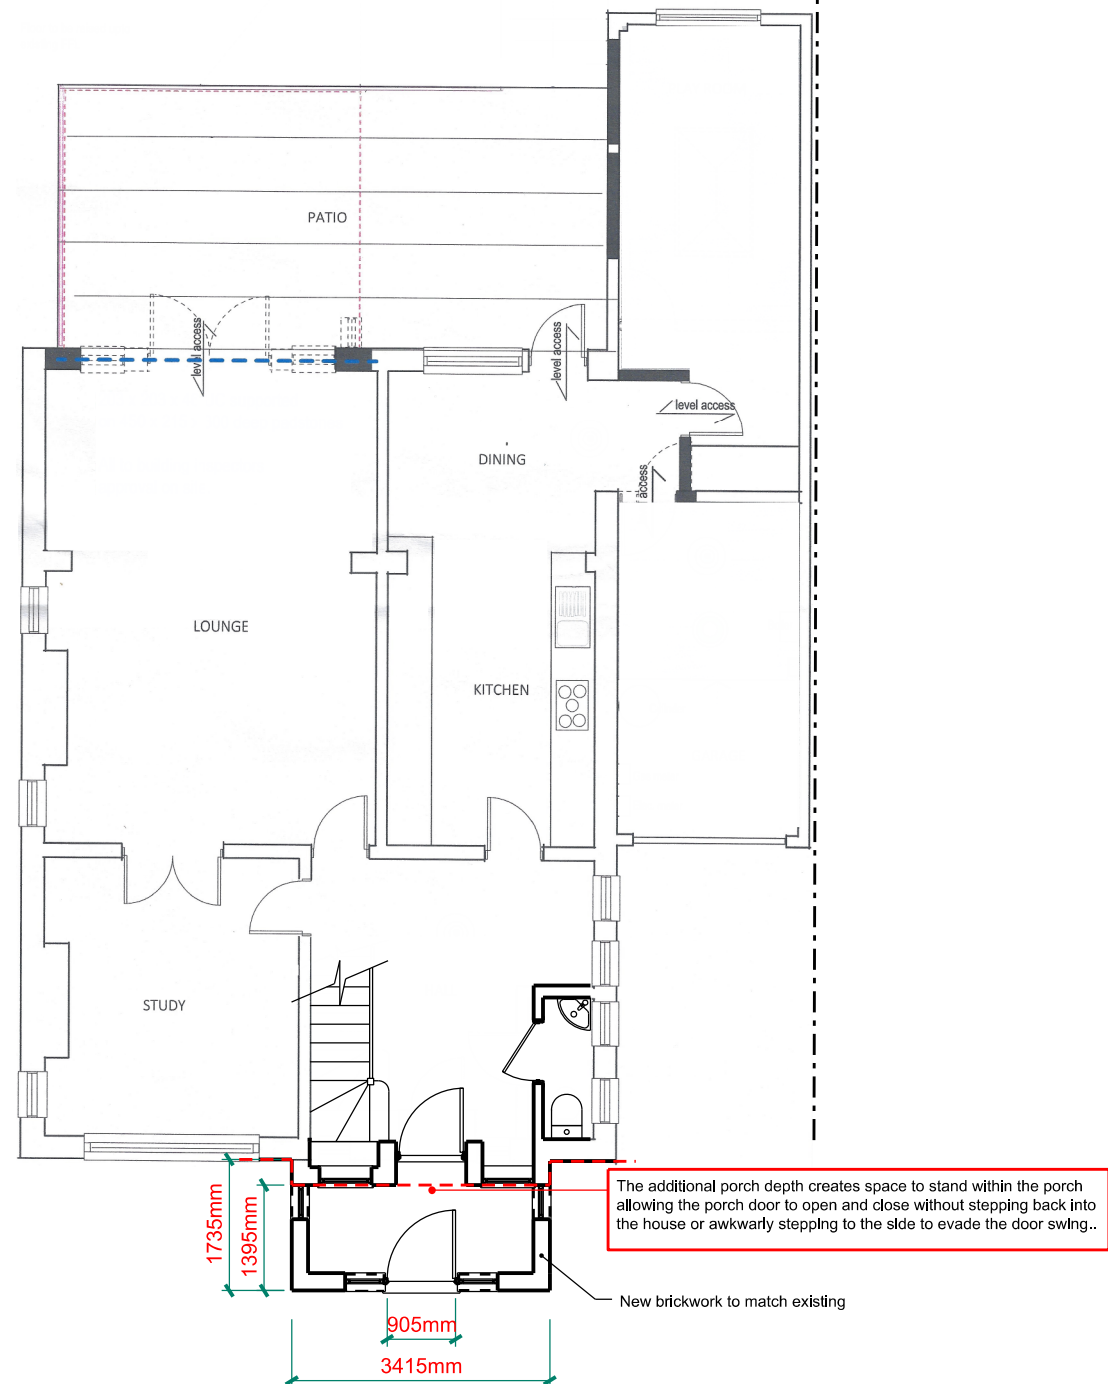 PATIO
level access
level access
level access
DINING
access
LOUNGE
KITCHEN
STUDY
The additional porch depth creates space to stand within the porch
allowing the porch door to open and close without stepping back into
the house or awkwarly stepping to the side to evade the door swing..
1735mm
1395mm
New brickwork to match existing
905mm
3415mm